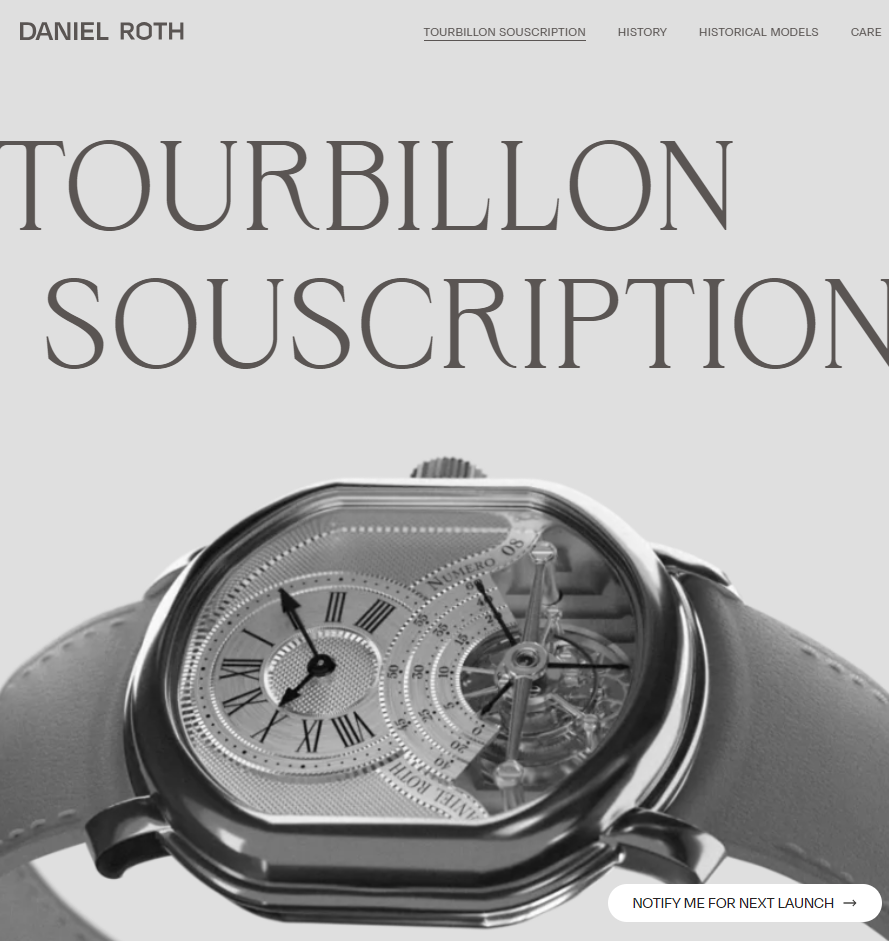 DANIEL ROTH
TOURBILLON SOUSCRIPTION
HISTORY
HISTORICAL MODELS
CARE
TOURBILLON
SOUSCRIPTION
NUMERO 08
DANIEL ROTH
NOTIFY ME FOR NEXT LAUNCH →